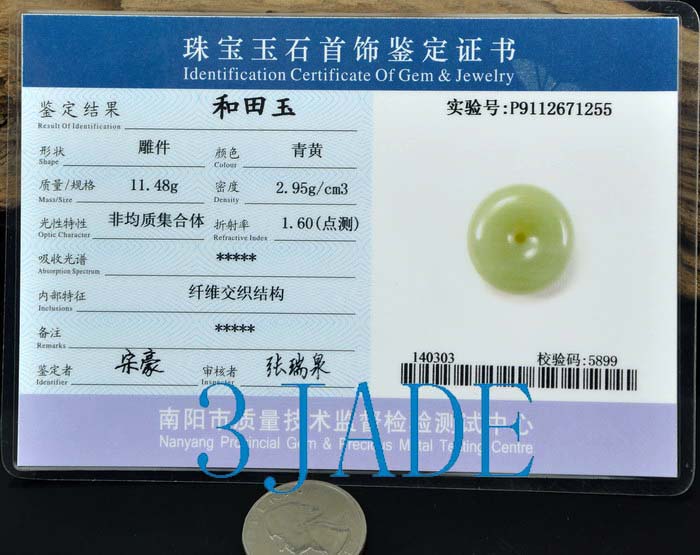 珠宝玉石首饰鉴定证书
Identification Certificate Of Gem & Jewelry
鉴定结果 和田玉
Result Of Identification
形状 雕件 颜色 青黄
Shape Colour
质量/规格 11.48g 密度 2.95g/cm3
Mass/Size Density
光性特性 非均质集合体 折射率 1.60(点测)
Optic Character Refractive Index
吸收光谱 *****
Absorption Spectrum
内部特征 纤维交织结构
Inclusions
备注 *****
Remarks
鉴定者 宋豪 审核者 张瑞泉
Identifier Inspector
实验号:P9112671255
140303 校验码:5899
南阳市质量技术监督检验测试中心
Nanyang Provincial Gem & Precious Metal Testing Centre
3JADE